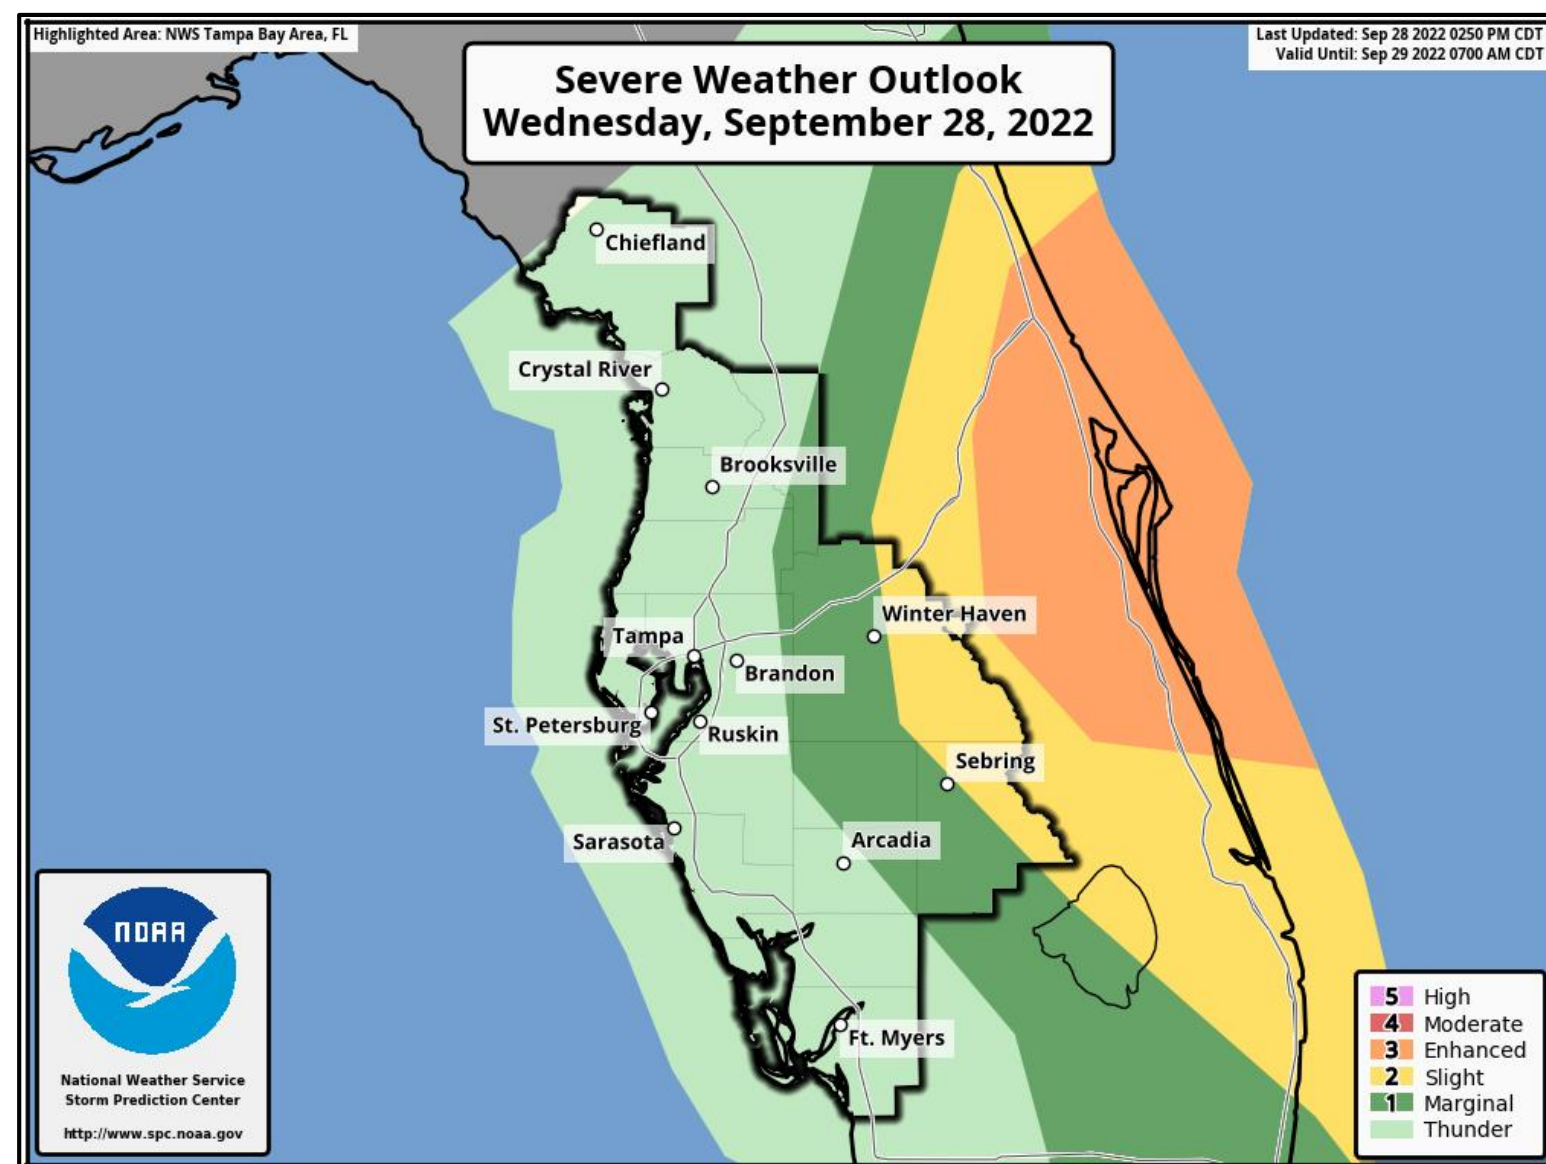 Highlighted Area: NWS Tampa Bay Area, FL
Last Updated: Sep 28 2022 0250 PM CDT
Valid Until: Sep 29 2022 0700 AM CDT
Severe Weather Outlook
Wednesday, September 28, 2022
Chiefland
Crystal River
Brooksville
Winter Haven
Tampa
Brandon
St. Petersburg
Ruskin
Sebring
Sarasota
Arcadia
Ft. Myers
NOAA
National Weather Service
Storm Prediction Center
http://www.spc.noaa.gov
5 High
4 Moderate
3 Enhanced
2 Slight
1 Marginal
Thunder